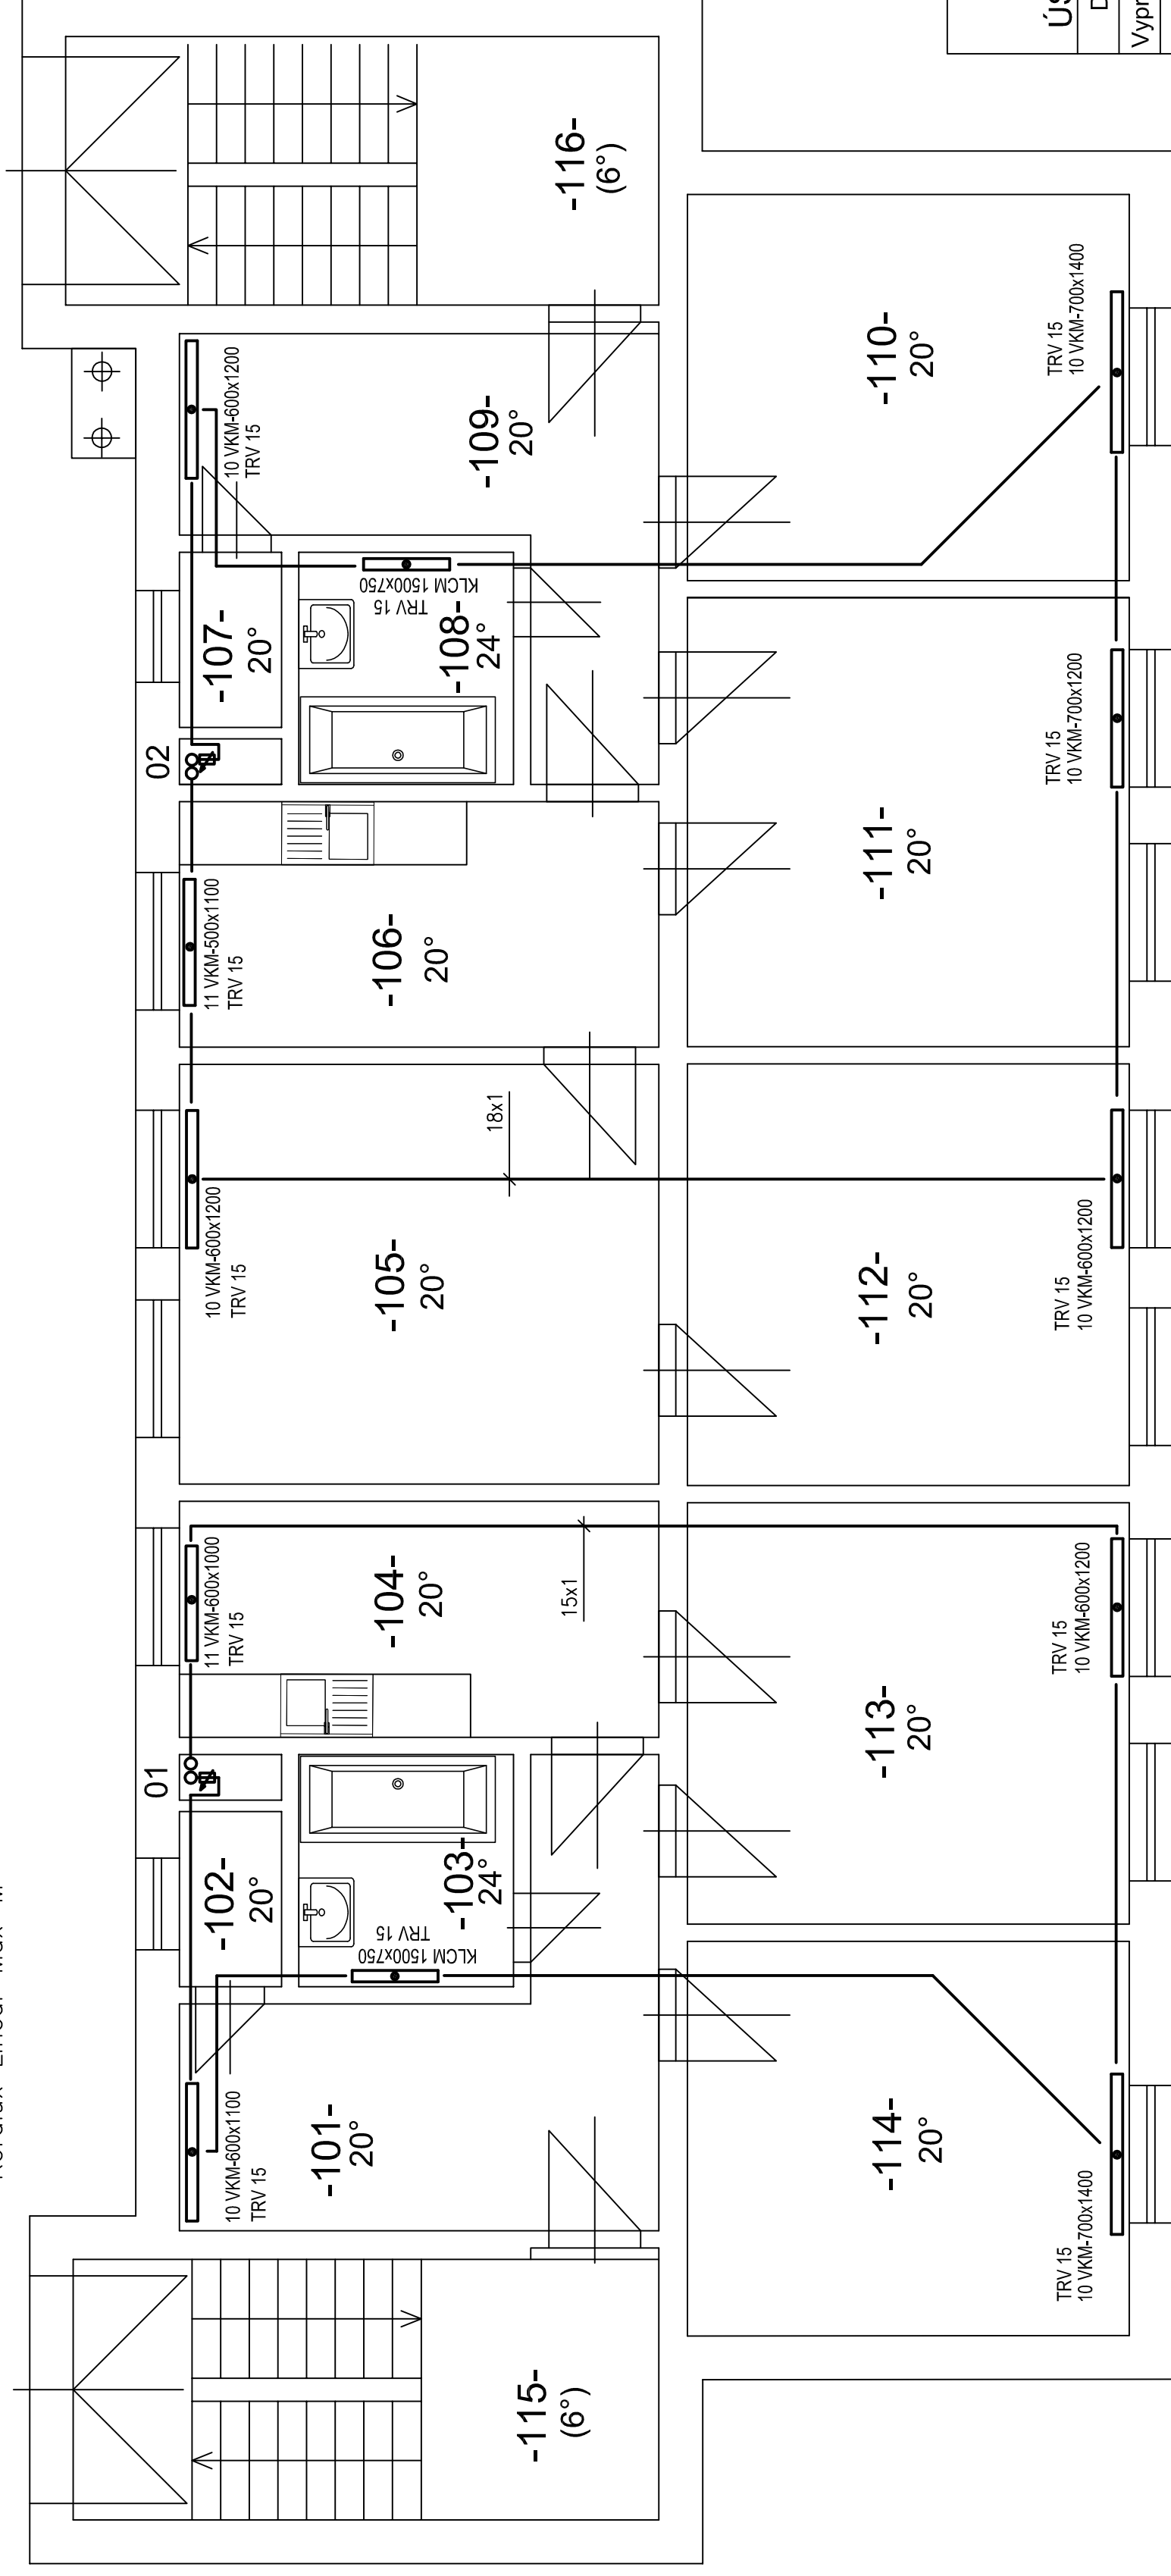 ÚS
D
Vypr
-116-
(6°)
10 VKM-600x1200
TRV 15
-109-
20°
-110-
20°
TRV 15
10 VKM-700x1400
-107-
20°
KLCM 1500x750
TRV 15
-108-
24°
02
TRV 15
10 VKM-700x1200
-111-
20°
11 VKM-500x1100
TRV 15
-106-
20°
18x1
10 VKM-600x1200
TRV 15
-105-
20°
-112-
20°
TRV 15
10 VKM-600x1200
11 VKM-600x1000
TRV 15
-104-
20°
15x1
TRV 15
10 VKM-600x1200
-113-
20°
01
-102-
20°
-103-
24°
TRV 15
KLCM 1500x750
10 VKM-600x1100
TRV 15
-101-
20°
-114-
20°
TRV 15
10 VKM-700x1400
-115-
(6°)